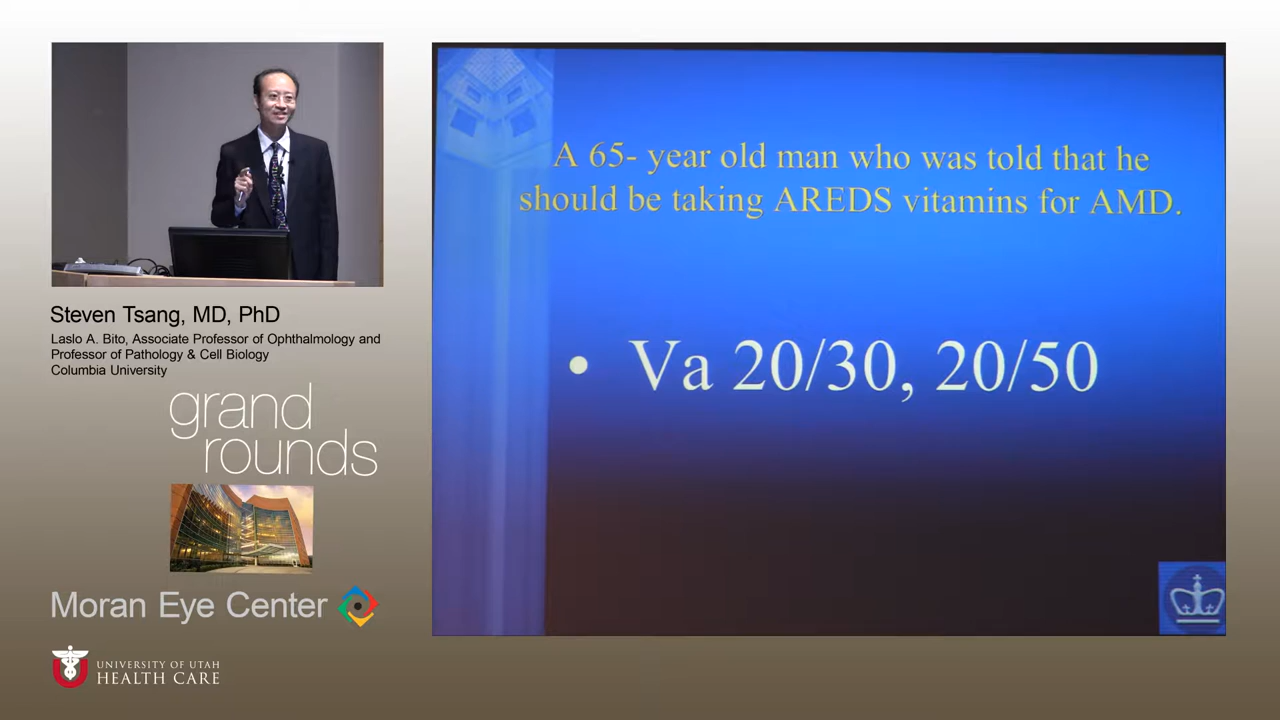 A 65- year old man who was told that he
should be taking AREDS vitamins for AMD.
• Va 20/30, 20/50
Steven Tsang, MD, PhD
Laslo A. Bito, Associate Professor of Ophthalmology and
Professor of Pathology & Cell Biology
Columbia University
grand
rounds
Moran Eye Center
U
UNIVERSITY OF UTAH
HEALTH CARE